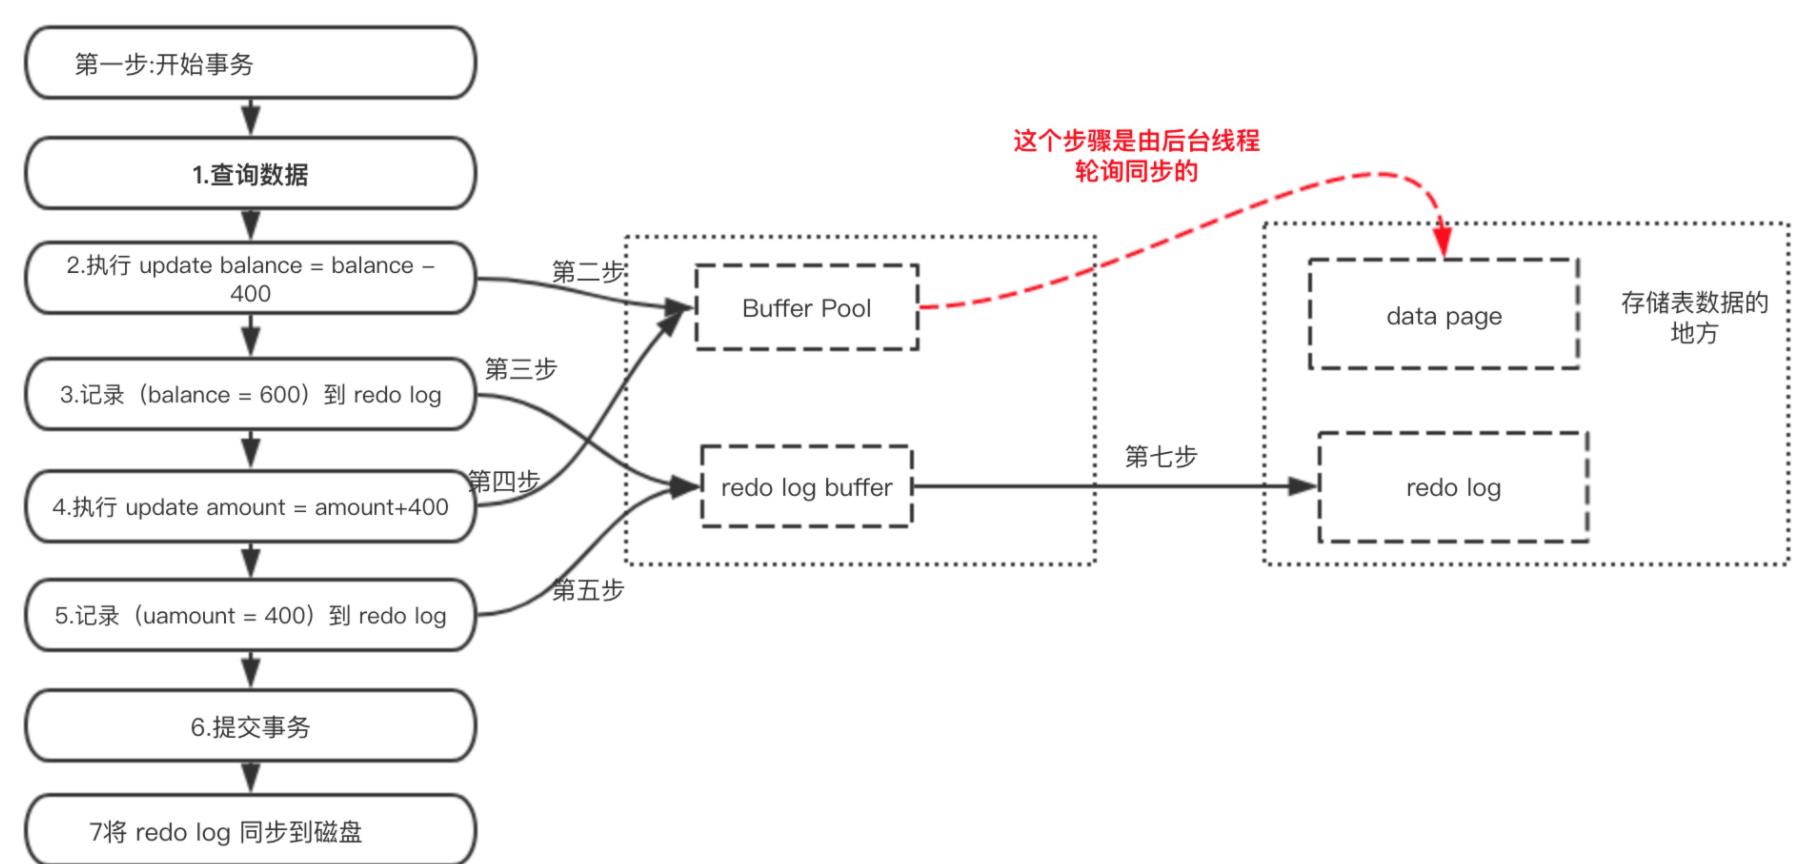 第一步:开始事务
1.查询数据
2.执行 update balance = balance –
400
3.记录（balance = 600）到 redo log
4.执行 update amount = amount+400
5.记录（uamount = 400）到 redo log
6.提交事务
7将 redo log 同步到磁盘
第二步
第三步
第四步
第五步
Buffer Pool
redo log buffer
这个步骤是由后台线程
轮询同步的
第七步
data page
存储表数据的
地方
redo log